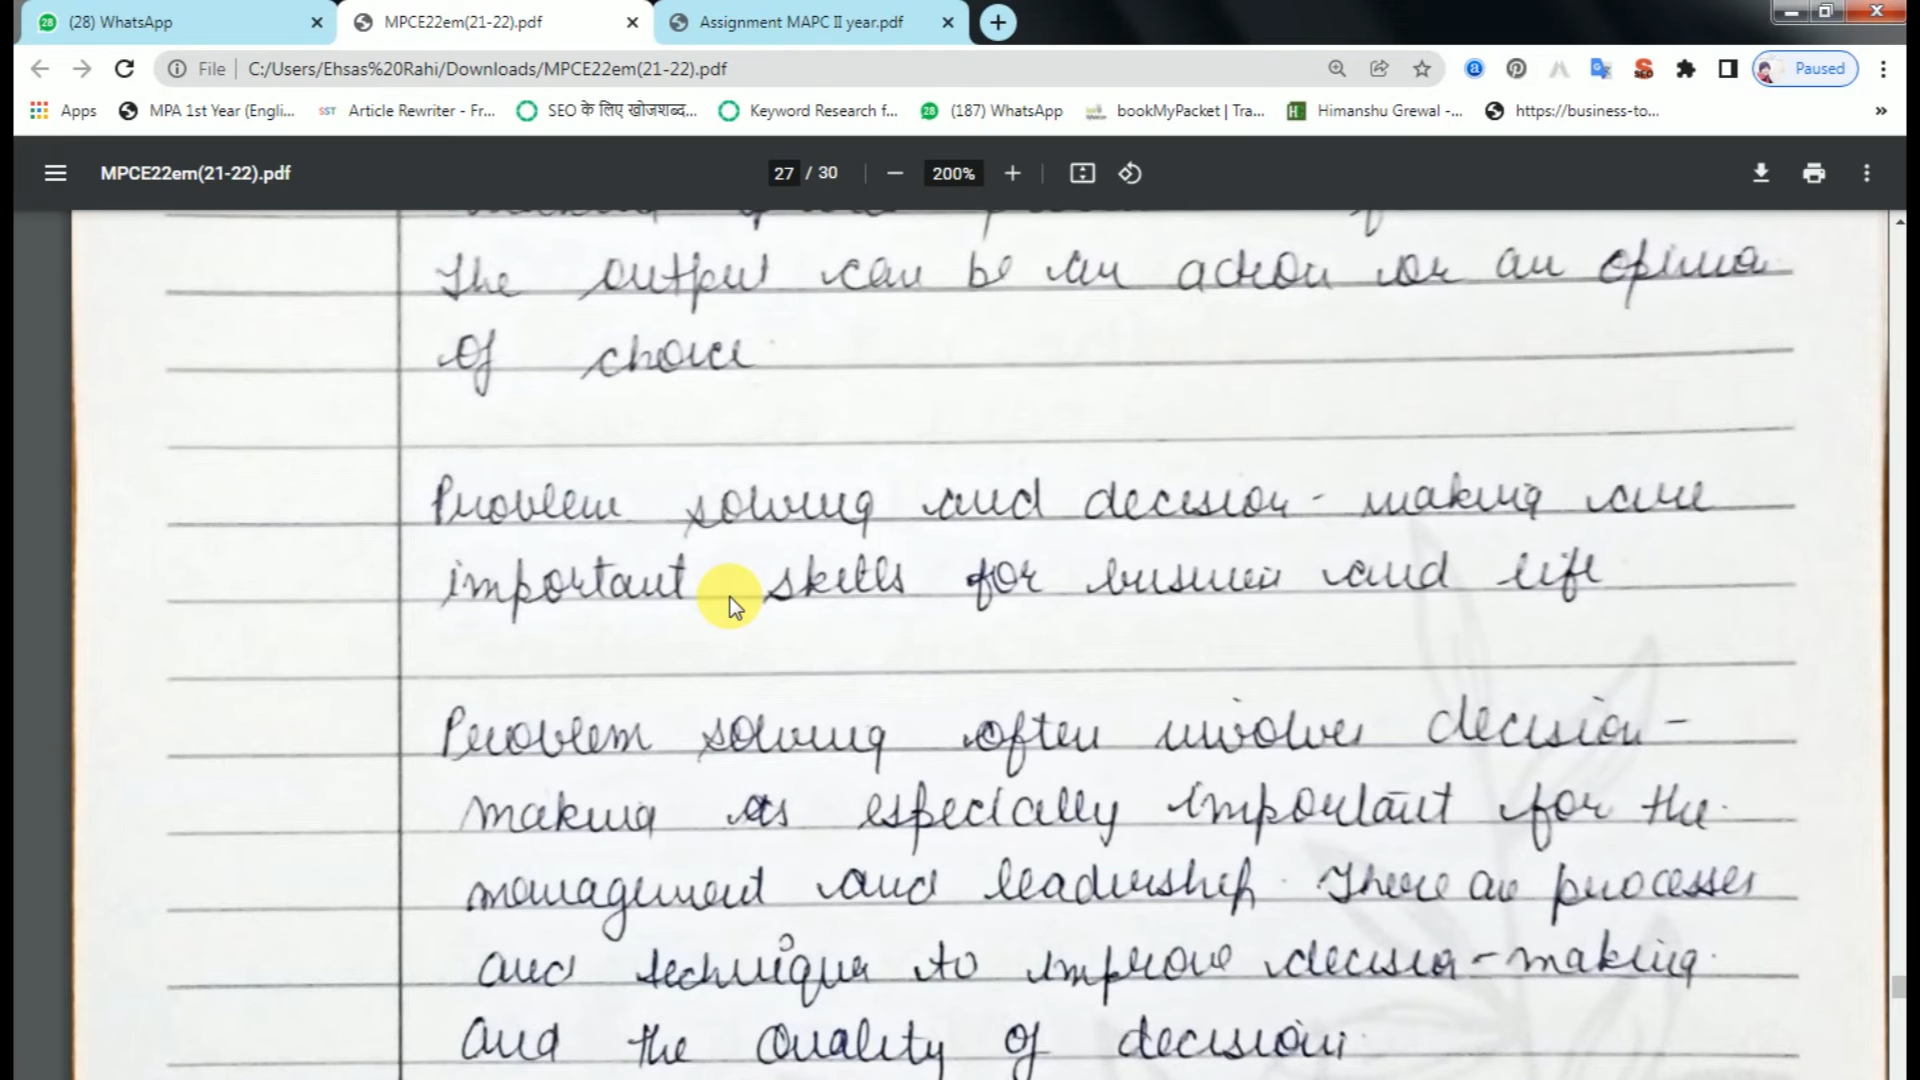 (28) WhatsApp
MPCE22em(21-22).pdf
Assignment MAPC II year.pdf
File
C:/Users/Ehsas%20Rahi/Downloads/MPCE22em(21-22).pdf
Paused
Apps
MPA 1st Year (Engli...
SST Article Rewriter - Fr...
SEO के लिए खोजशब्द...
Keyword Research f...
(187) WhatsApp
bookMyPacket | Tra...
Himanshu Grewal -...
https://business-to...
MPCE22em(21-22).pdf
27 / 30
200%
The output can be an action or an opinio
of choice
Problem solving and decision - making are
important skills for business and life
Problem solving often involves decision -
making as especially important for the
management and leadership. There are processes
and technique to improve decision - making
and the quality of decision